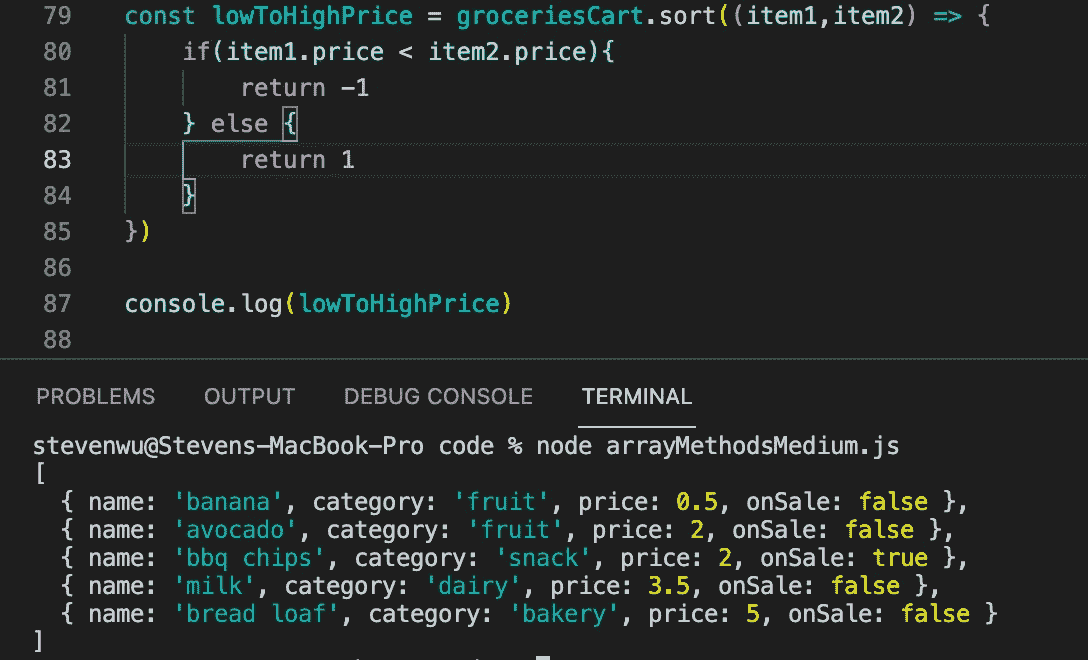 79 const lowToHighPrice = groceriesCart.sort((item1,item2) => {
80 if(item1.price < item2.price){
81 return -1
82 } else {
83 return 1
84 }
85 })
86
87 console.log(lowToHighPrice)
88
PROBLEMS OUTPUT DEBUG CONSOLE TERMINAL
stevenwu@Stevens-MacBook-Pro code % node arrayMethodsMedium.js
[
{ name: 'banana', category: 'fruit', price: 0.5, onSale: false },
{ name: 'avocado', category: 'fruit', price: 2, onSale: false },
{ name: 'bbq chips', category: 'snack', price: 2, onSale: true },
{ name: 'milk', category: 'dairy', price: 3.5, onSale: false },
{ name: 'bread loaf', category: 'bakery', price: 5, onSale: false }
]